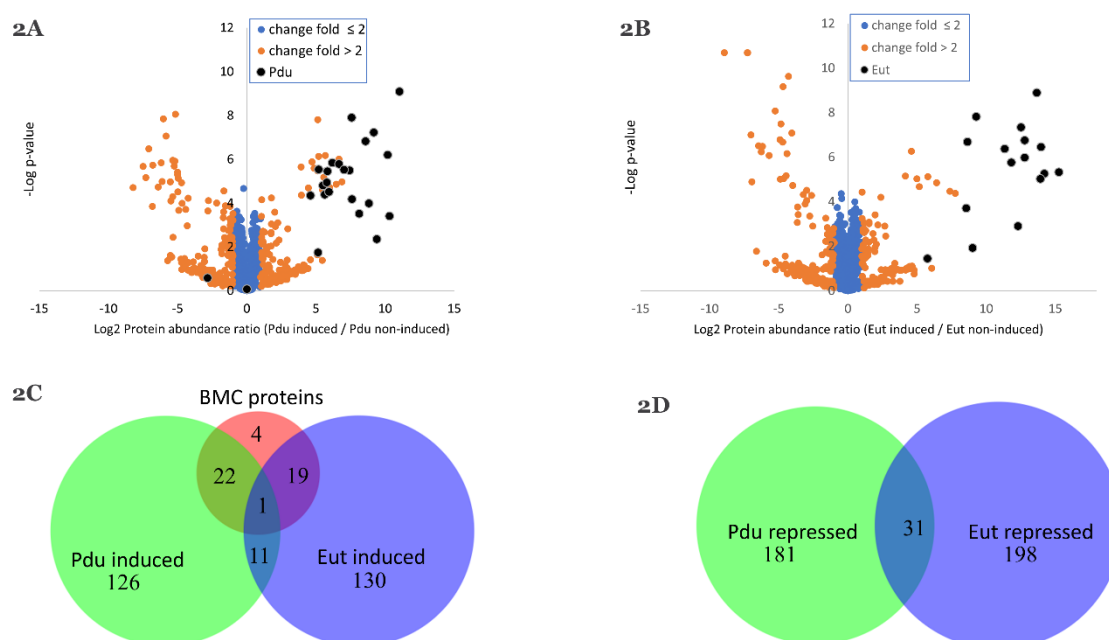 2A
change fold ≤ 2
change fold > 2
Pdu
-Log p-value
12
10
8
6
4
2
0
-15
-10
-5
0
5
10
15
Log2 Protein abundance ratio (Pdu induced / Pdu non-induced)
2B
change fold ≤ 2
change fold > 2
Eut
-Log p-value
12
10
8
6
4
2
0
-15
-10
-5
0
5
10
15
Log2 Protein abundance ratio (Eut induced / Eut non-induced)
2C
BMC proteins
4
22
19
1
Pdu induced
126
11
Eut induced
130
2D
Pdu repressed
181
31
Eut repressed
198